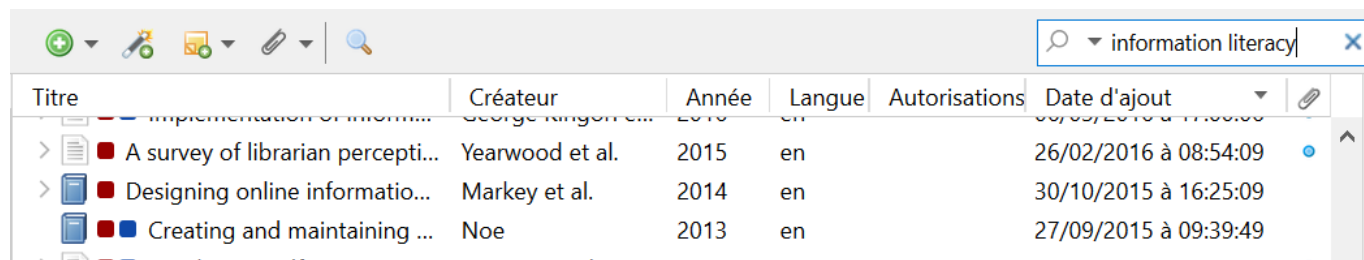 information literacy
Titre Créateur Année Langue Autorisations Date d'ajout
A survey of librarian percepti... Yearwood et al. 2015 en 26/02/2016 à 08:54:09
Designing online informatio... Markey et al. 2014 en 30/10/2015 à 16:25:09
Creating and maintaining ... Noe 2013 en 27/09/2015 à 09:39:49